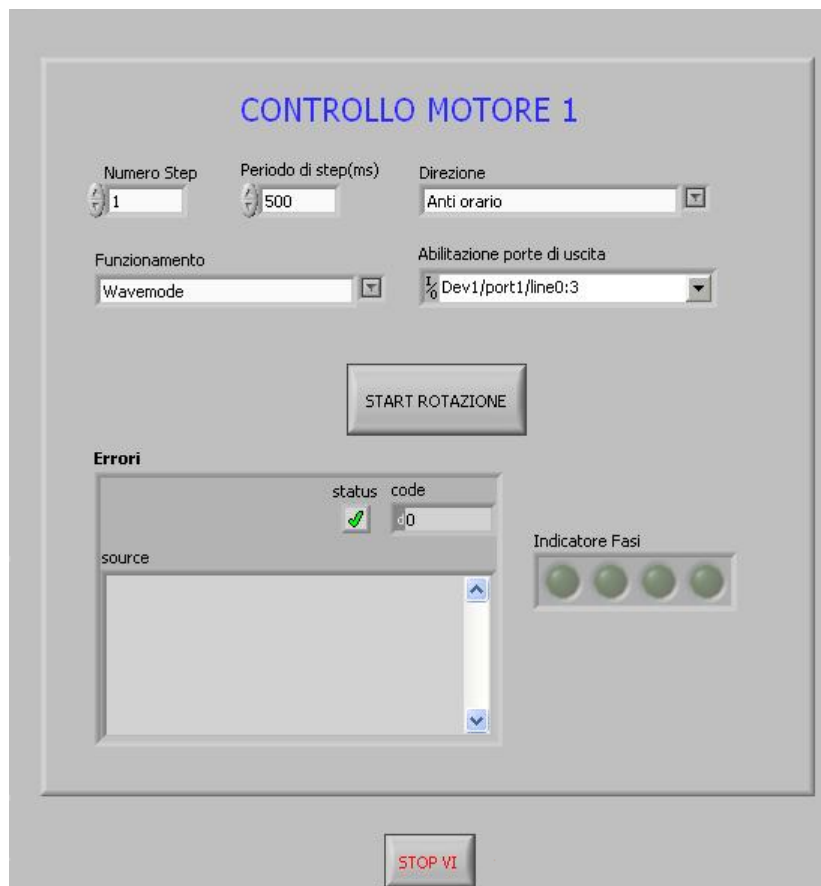 CONTROLLO MOTORE 1
Numero Step
Periodo di step(ms)
Direzione
1
500
Anti orario
Funzionamento
Abilitazione porte di uscita
Wavemode
I/O Dev1/port1/line0:3
START ROTAZIONE
Errori
status
code
d0
source
Indicatore Fasi
STOP VI